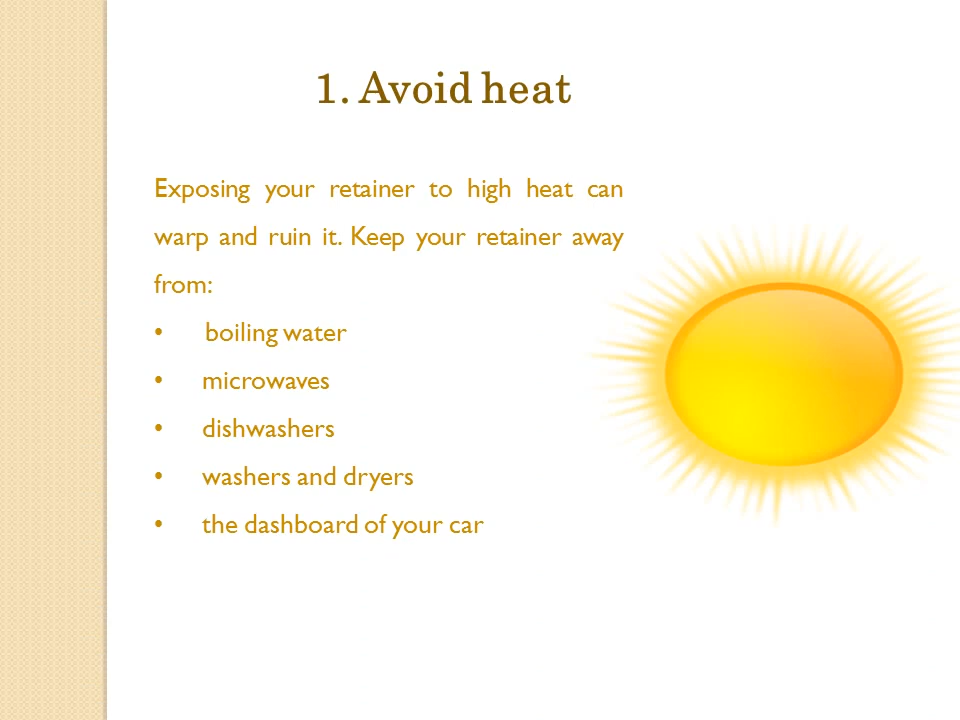 1. Avoid heat
Exposing your retainer to high heat can
warp and ruin it. Keep your retainer away
from:
• boiling water
• microwaves
• dishwashers
• washers and dryers
• the dashboard of your car